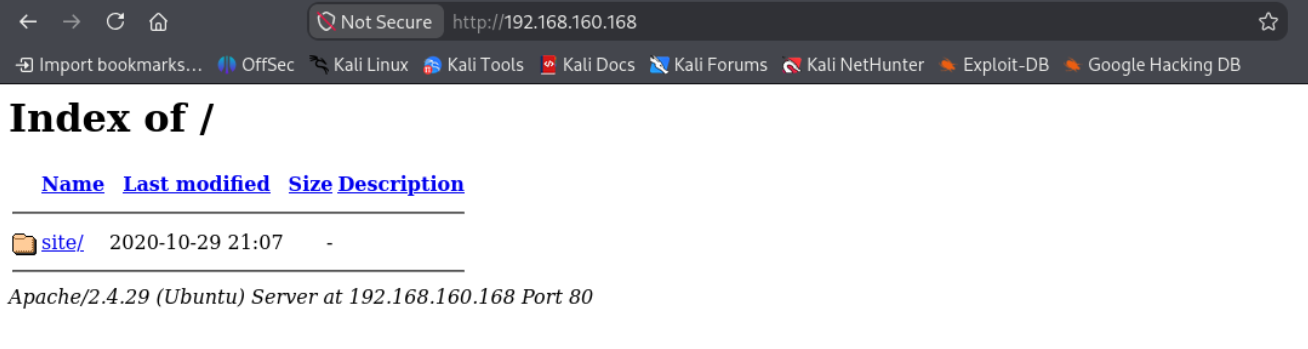 Not Secure http://192.168.160.168
Import bookmarks... OffSec Kali Linux Kali Tools Kali Docs Kali Forums Kali NetHunter Exploit-DB Google Hacking DB
Index of /
Name Last modified Size Description
site/ 2020-10-29 21:07 -
Apache/2.4.29 (Ubuntu) Server at 192.168.160.168 Port 80